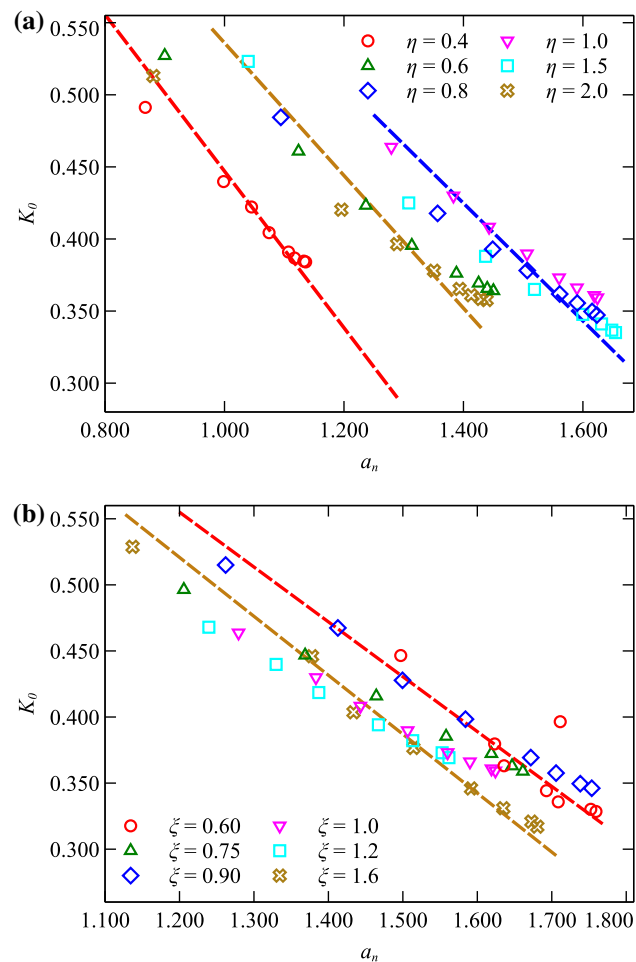 (a)
0.550
0.500
0.450
0.400
0.350
0.300
K₀
η = 0.4
η = 1.0
η = 0.6
η = 1.5
η = 0.8
η = 2.0
0.800 1.000 1.200 1.400 1.600
aₙ
(b)
0.550
0.500
0.450
0.400
0.350
0.300
K₀
ξ = 0.60
ξ = 1.0
ξ = 0.75
ξ = 1.2
ξ = 0.90
ξ = 1.6
1.100 1.200 1.300 1.400 1.500 1.600 1.700 1.800
aₙ